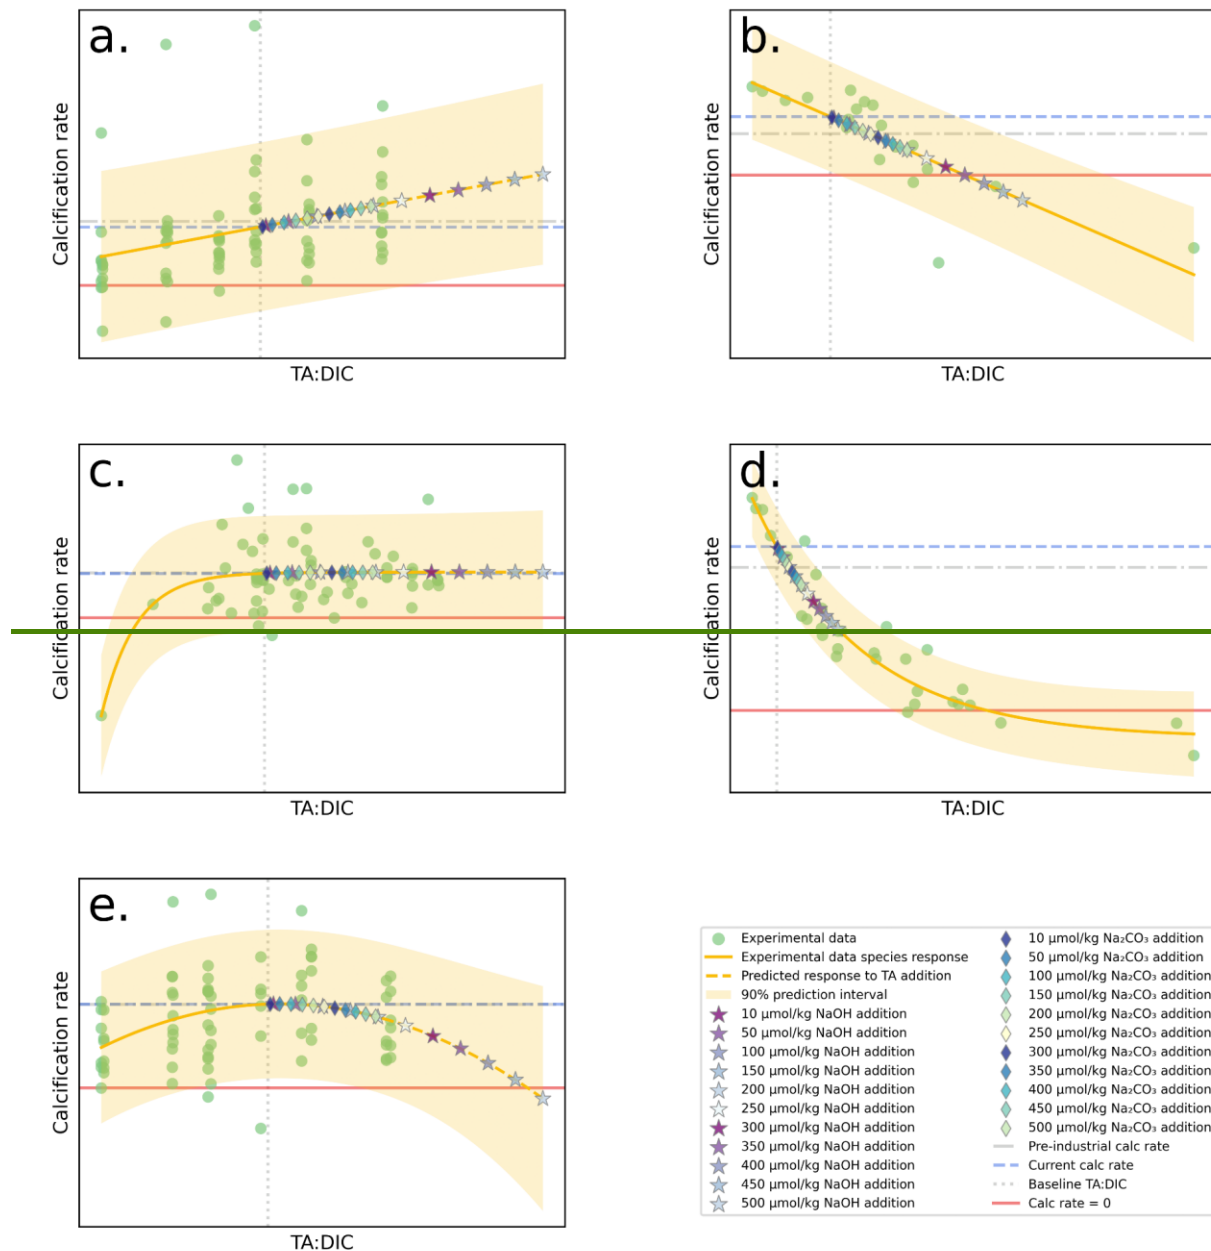 a.
Calcification rate
TA:DIC
b.
Calcification rate
TA:DIC
c.
Calcification rate
TA:DIC
d.
Calcification rate
TA:DIC
e.
Calcification rate
TA:DIC
Experimental data
Experimental data species response
Predicted response to TA addition
90% prediction interval
10 μmol/kg NaOH addition
50 μmol/kg NaOH addition
100 μmol/kg NaOH addition
150 μmol/kg NaOH addition
200 μmol/kg NaOH addition
250 μmol/kg NaOH addition
300 μmol/kg NaOH addition
350 μmol/kg NaOH addition
400 μmol/kg NaOH addition
450 μmol/kg NaOH addition
500 μmol/kg NaOH addition
10 μmol/kg Na₂CO₃ addition
50 μmol/kg Na₂CO₃ addition
100 μmol/kg Na₂CO₃ addition
150 μmol/kg Na₂CO₃ addition
200 μmol/kg Na₂CO₃ addition
250 μmol/kg Na₂CO₃ addition
300 μmol/kg Na₂CO₃ addition
350 μmol/kg Na₂CO₃ addition
400 μmol/kg Na₂CO₃ addition
450 μmol/kg Na₂CO₃ addition
500 μmol/kg Na₂CO₃ addition
Pre-industrial calc rate
Current calc rate
Baseline TA:DIC
Calc rate = 0